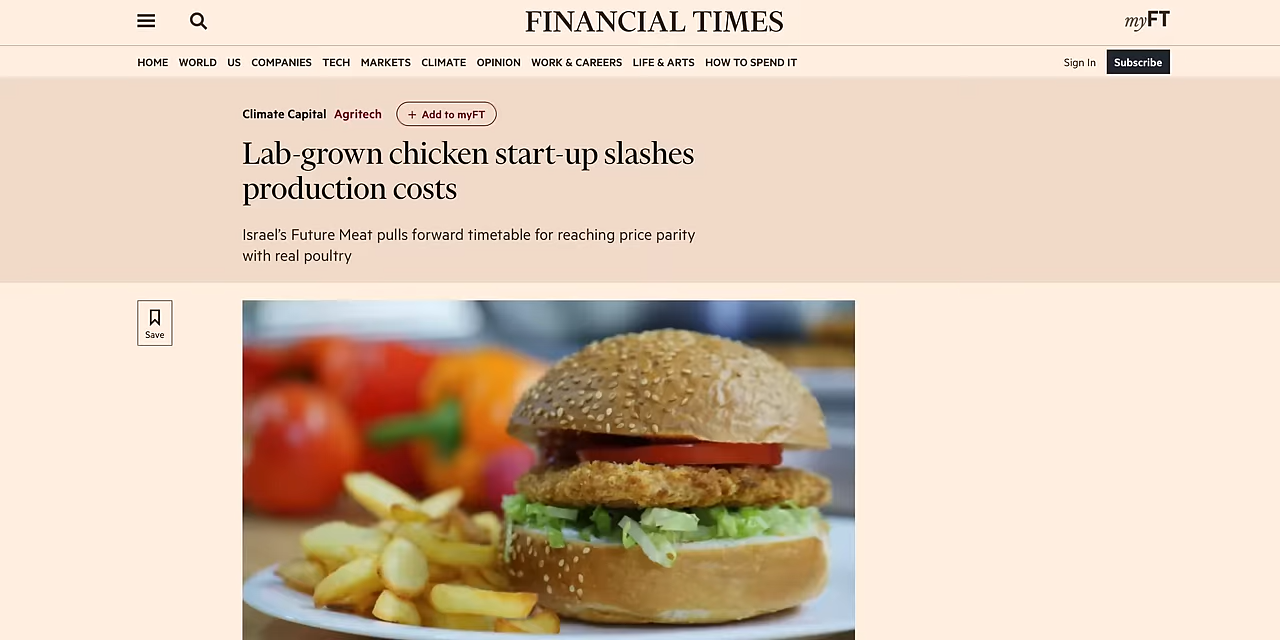 FINANCIAL TIMES
myFT
HOME WORLD US COMPANIES TECH MARKETS CLIMATE OPINION WORK & CAREERS LIFE & ARTS HOW TO SPEND IT
Sign In Subscribe
Climate Capital Agritech + Add to myFT
Lab-grown chicken start-up slashes
production costs
Israel’s Future Meat pulls forward timetable for reaching price parity
with real poultry
Save